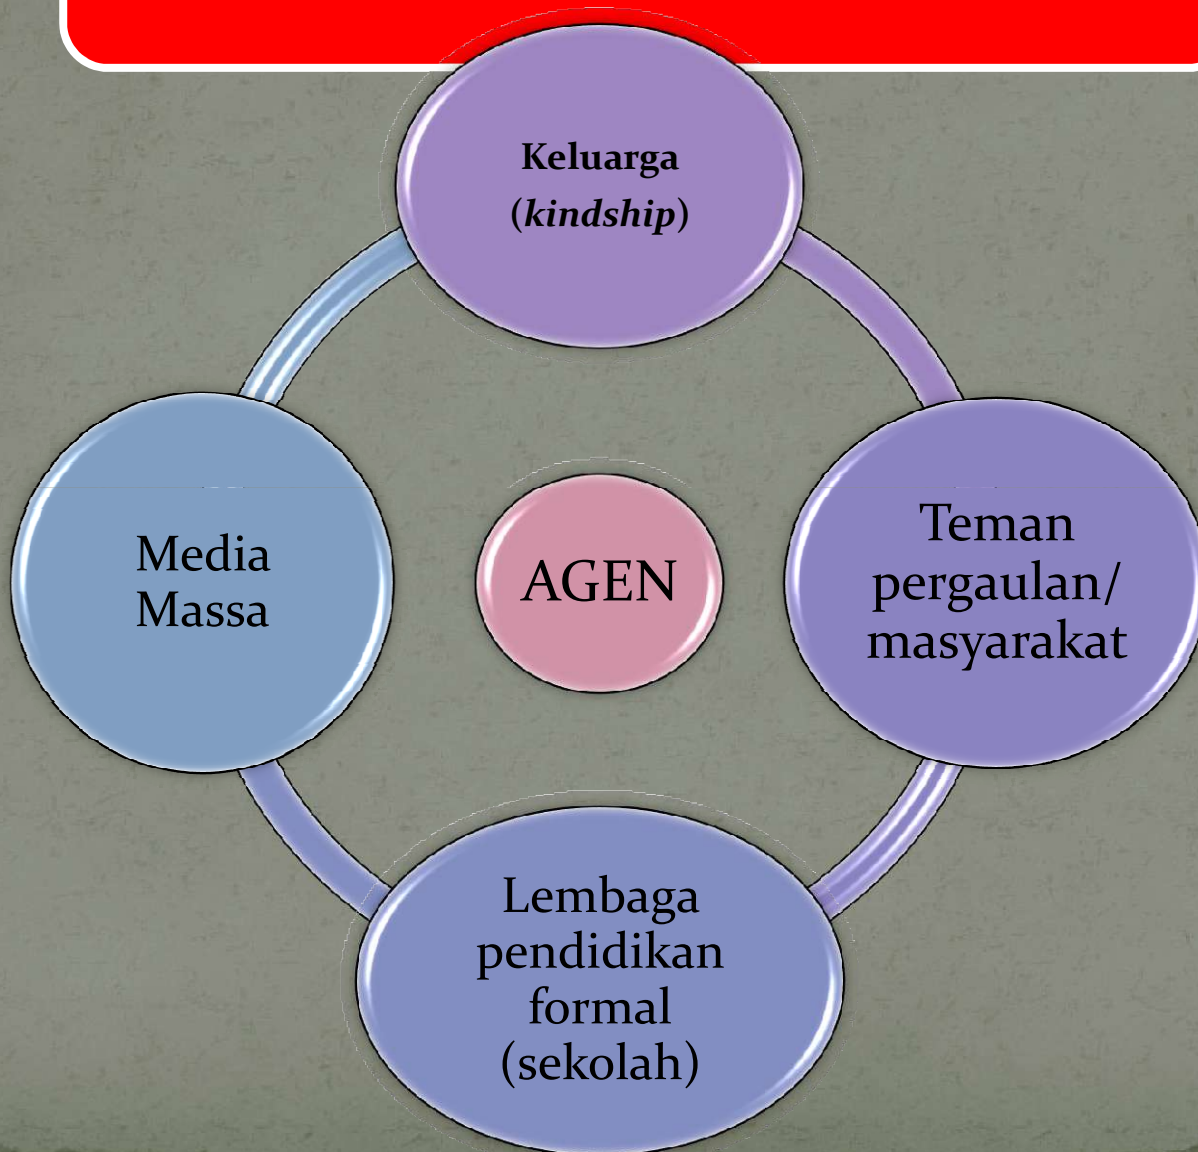 Keluarga
(kindship)
Media
Massa
AGEN
Teman
pergaulan/
masyarakat
Lembaga
pendidikan
formal
(sekolah)